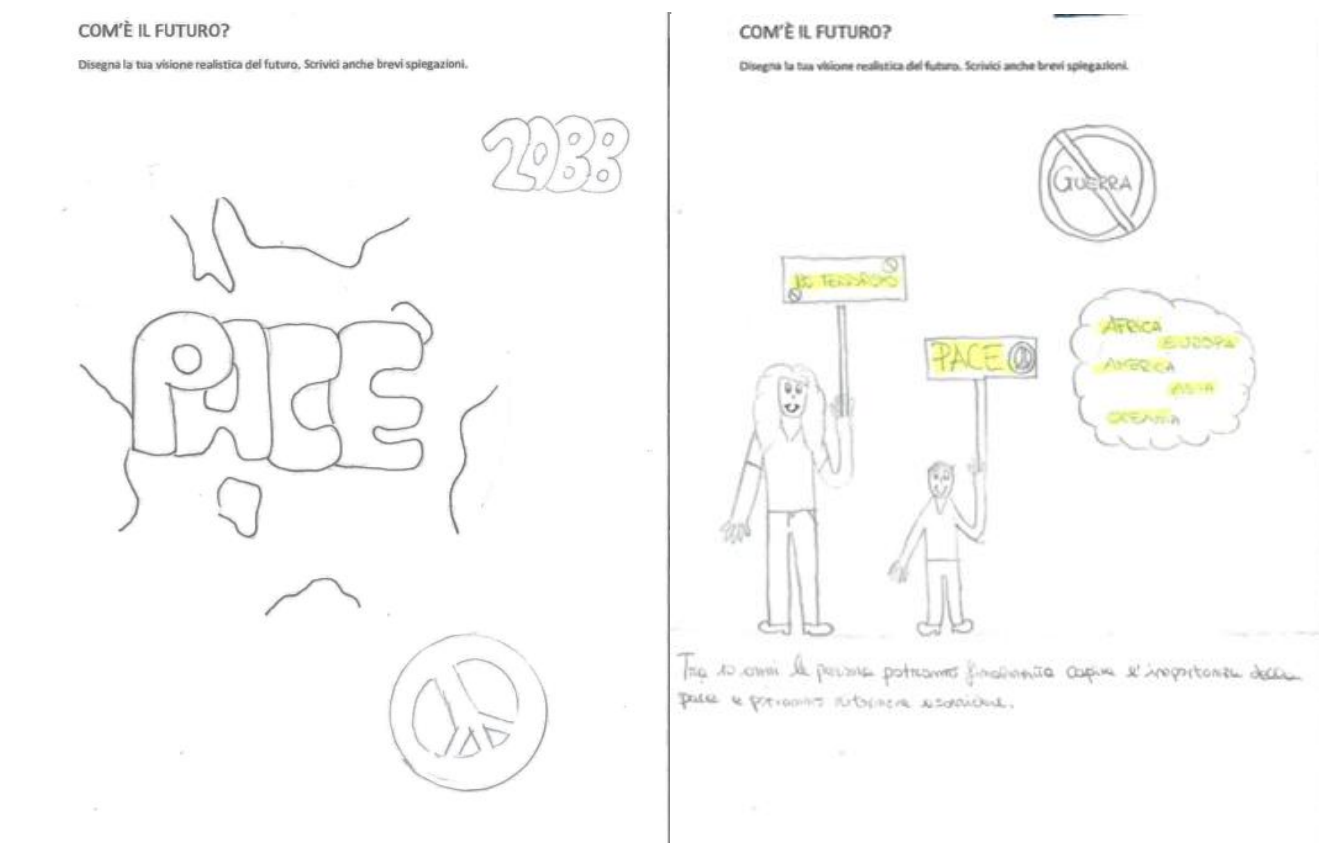 COM'È IL FUTURO?
Disegna la tua visione realistica del futuro. Scrivici anche brevi spiegazioni.
2088
PACE
COM'È IL FUTURO?
Disegna la tua visione realistica del futuro. Scrivici anche brevi spiegazioni.
GUERRA
NO TERRORISMO
PACE
AFRICA
EUROPA
AMERICA
ASIA
OCEANIA
Tra 10 anni le persone potranno finalmente capire l'importanza della
pace e potranno